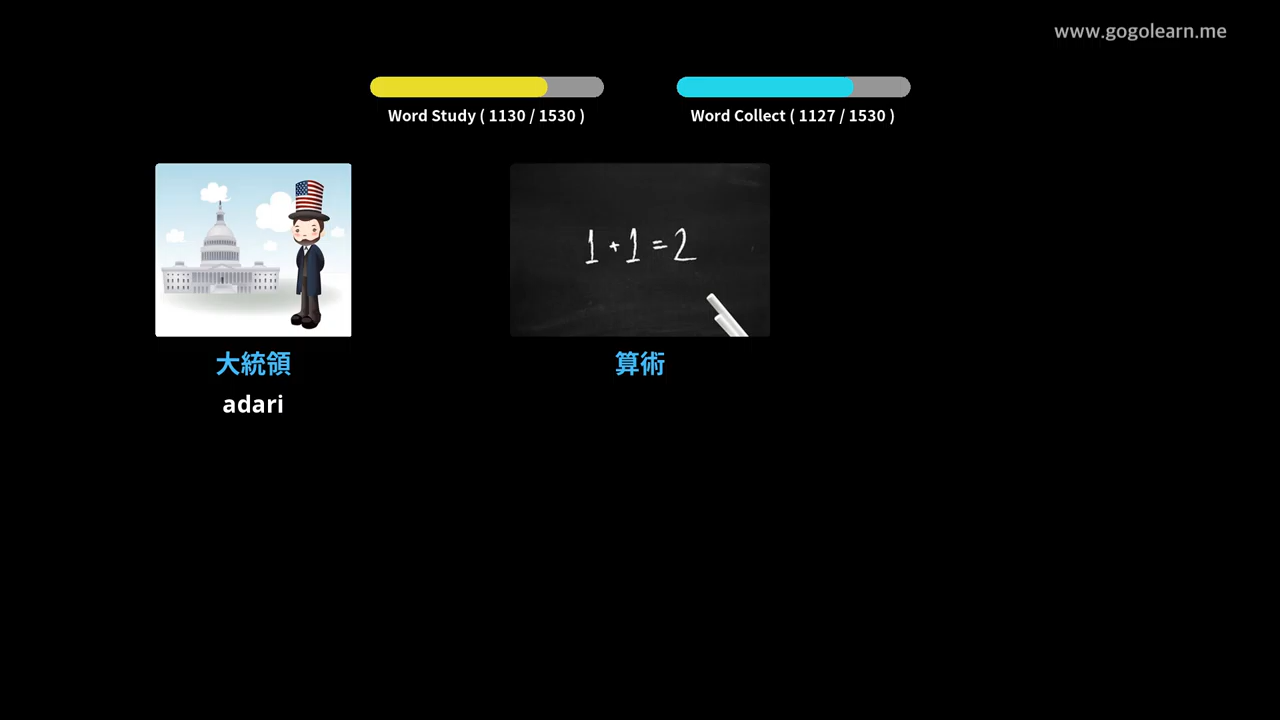 www.gogolearn.me
Word Study ( 1130 / 1530 )
Word Collect ( 1127 / 1530 )
1+1=2
大統領
算術
adari